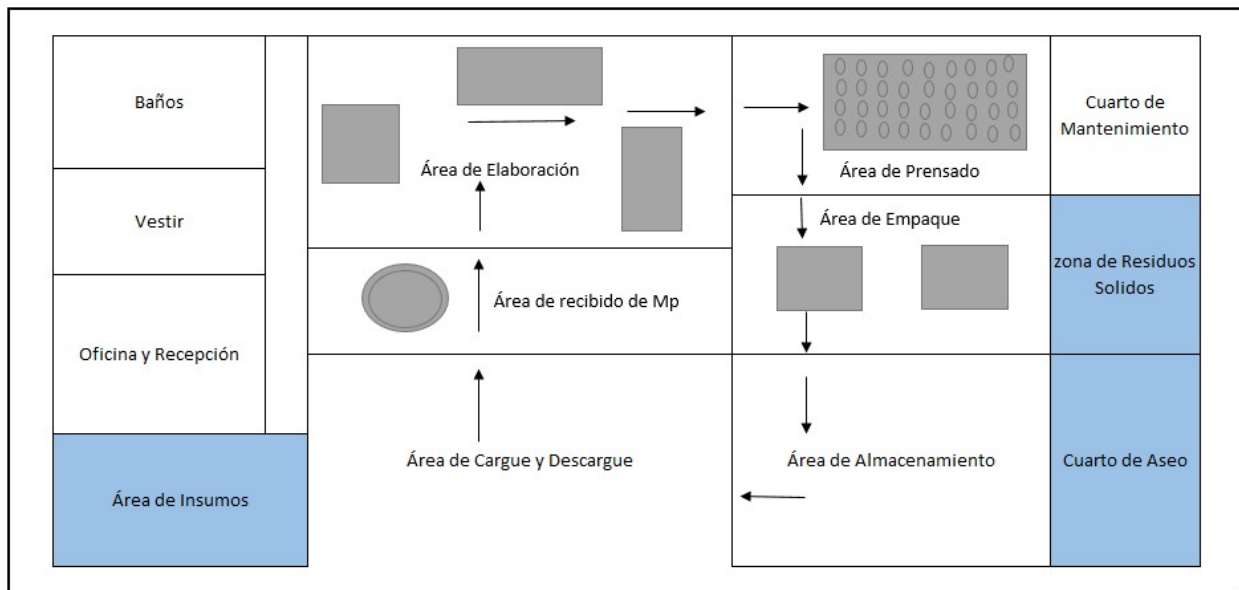 Baños
Vestir
Oficina y Recepción
Área de Insumos
Área de Elaboración
Área de recibido de Mp
Área de Cargue y Descargue
Área de Prensado
Área de Empaque
Área de Almacenamiento
Cuarto de
Mantenimiento
zona de Residuos
Solidos
Cuarto de Aseo